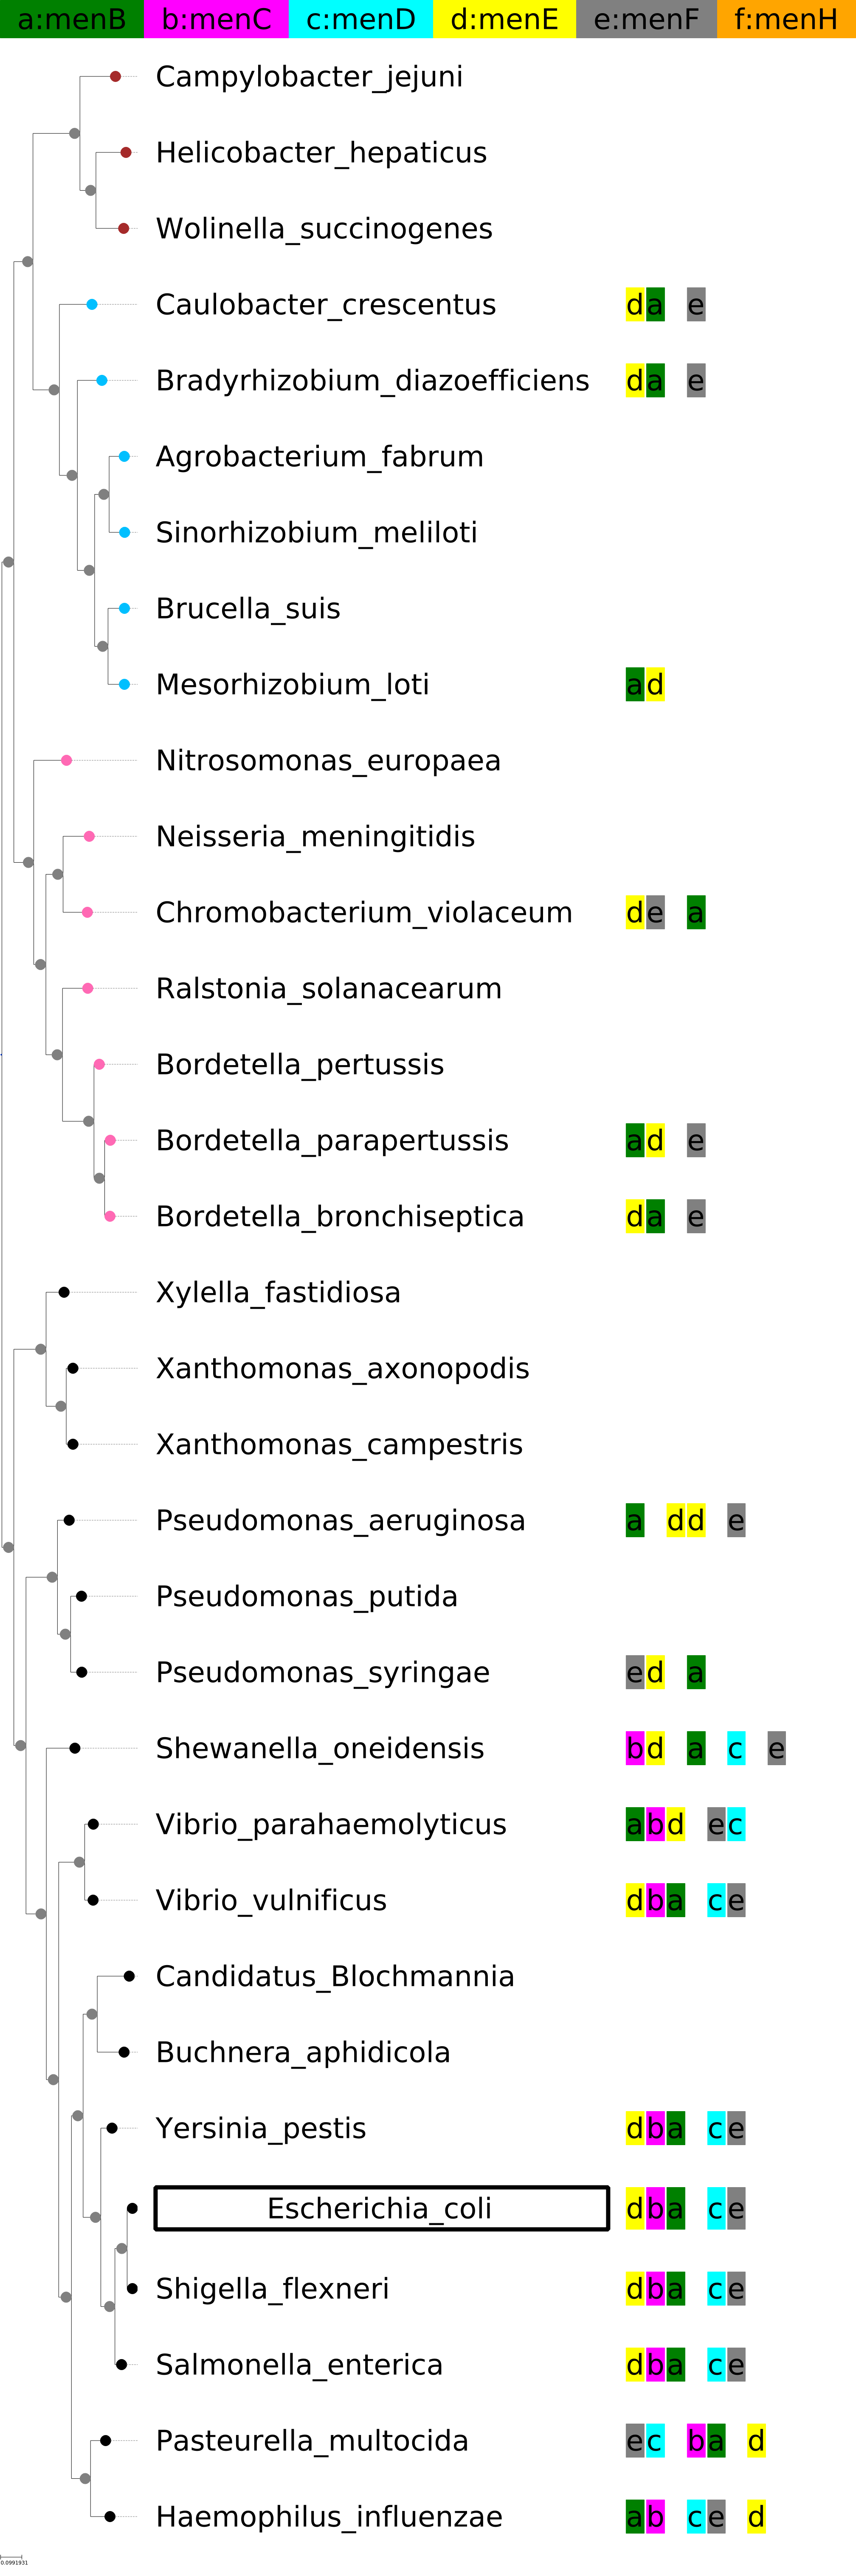 a:menB b:menC c:menD d:menE e:menF f:menH
Campylobacter_jejuni
Helicobacter_hepaticus
Wolinella_succinogenes
Caulobacter_crescentus da e
Bradyrhizobium_diazoefficiens da e
Agrobacterium_fabrum
Sinorhizobium_meliloti
Brucella_suis
Mesorhizobium_loti ad
Nitrosomonas_europaea
Neisseria_meningitidis
Chromobacterium_violaceum de a
Ralstonia_solanacearum
Bordetella_pertussis
Bordetella_parapertussis ad e
Bordetella_bronchiseptica da e
Xylella_fastidiosa
Xanthomonas_axonopodis
Xanthomonas_campestris
Pseudomonas_aeruginosa a dd e
Pseudomonas_putida
Pseudomonas_syringae ed a
Shewanella_oneidensis bd a c e
Vibrio_parahaemolyticus abd ec
Vibrio_vulnificus dba ce
Candidatus_Blochmannia
Buchnera_aphidicola
Yersinia_pestis dba ce
Escherichia_coli dba ce
Shigella_flexneri dba ce
Salmonella_enterica dba ce
Pasteurella_multocida ec ba d
Haemophilus_influenzae ab ce d
0.0991931